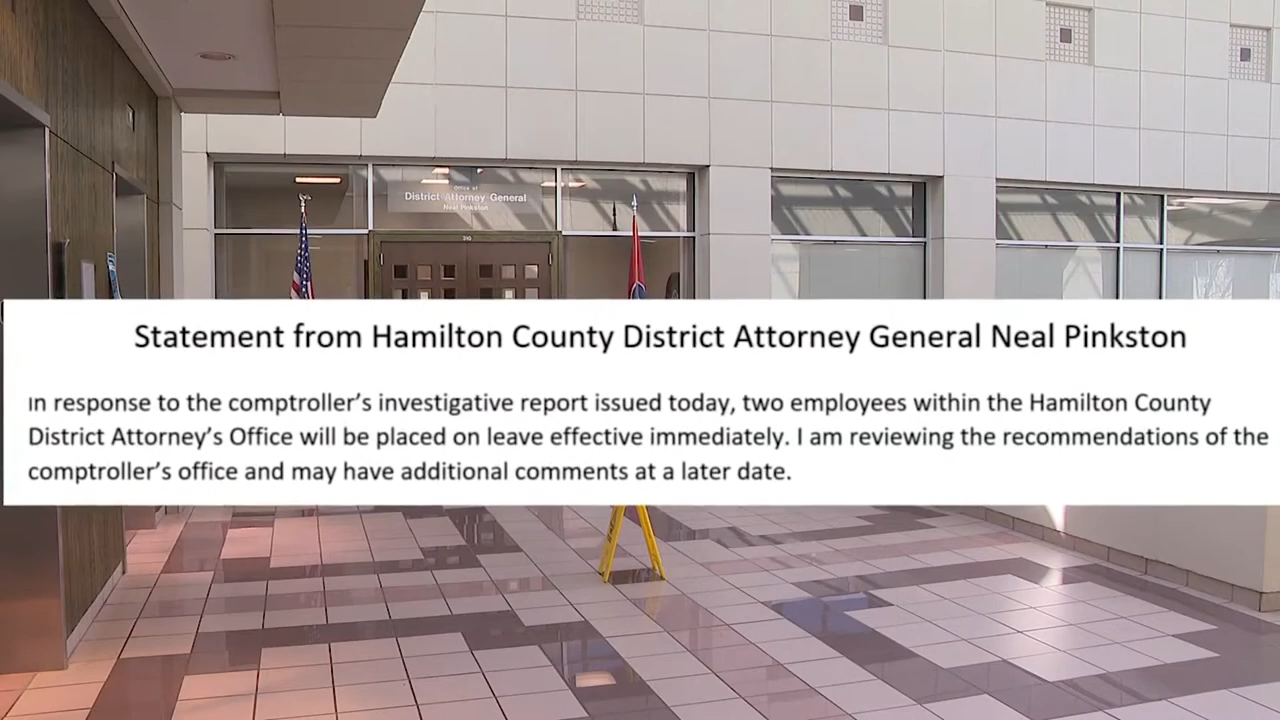 Office of
District Attorney General
Neal Pinkston
310
Statement from Hamilton County District Attorney General Neal Pinkston
In response to the comptroller's investigative report issued today, two employees within the Hamilton County
District Attorney's Office will be placed on leave effective immediately. I am reviewing the recommendations of the
comptroller's office and may have additional comments at a later date.